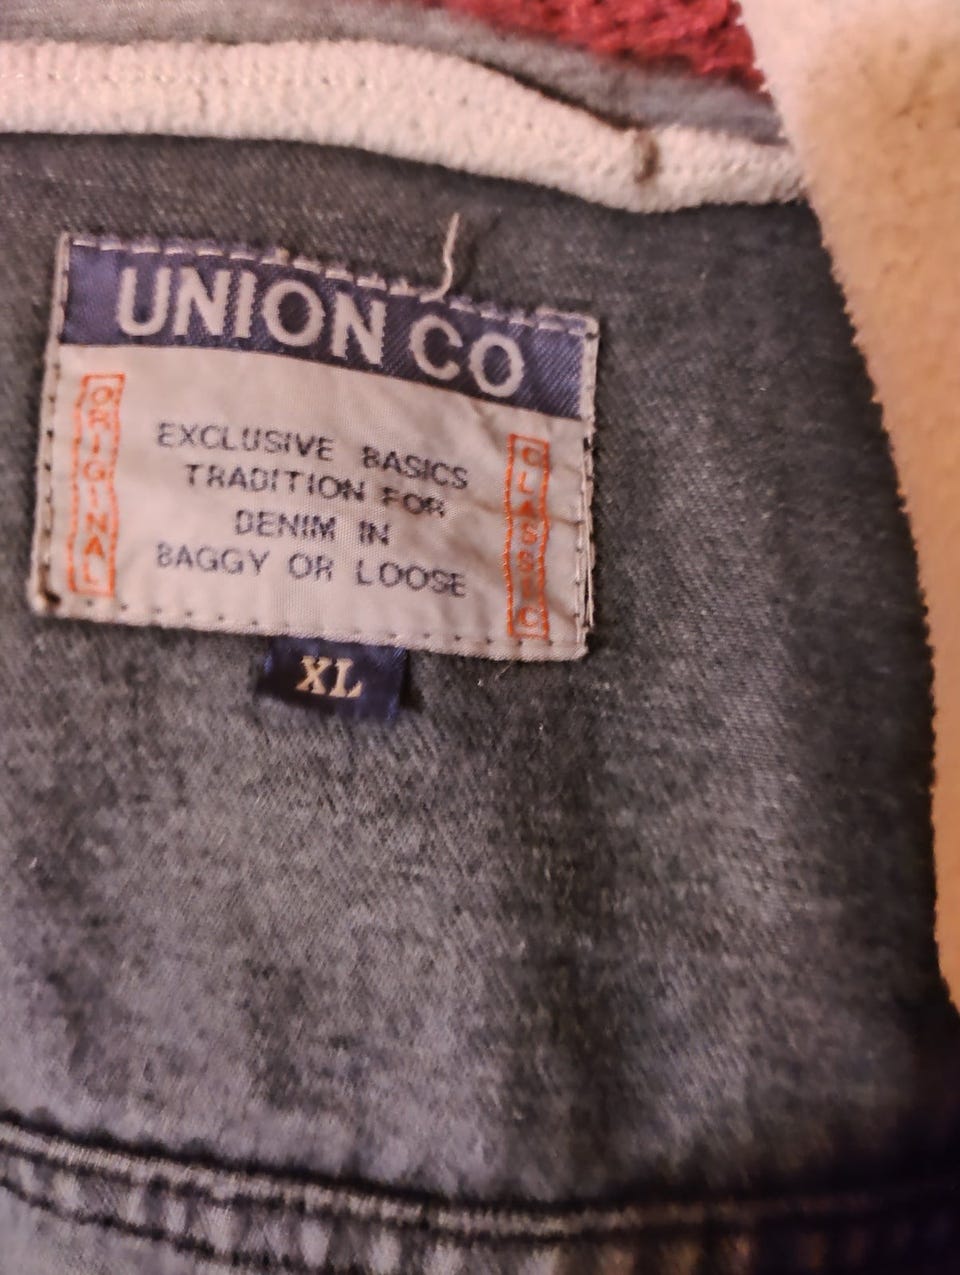 UNION CO
ORIGINAL
EXCLUSIVE BASICS
TRADITION FOR
DENIM IN
BAGGY OR LOOSE
CLASSIC
XL